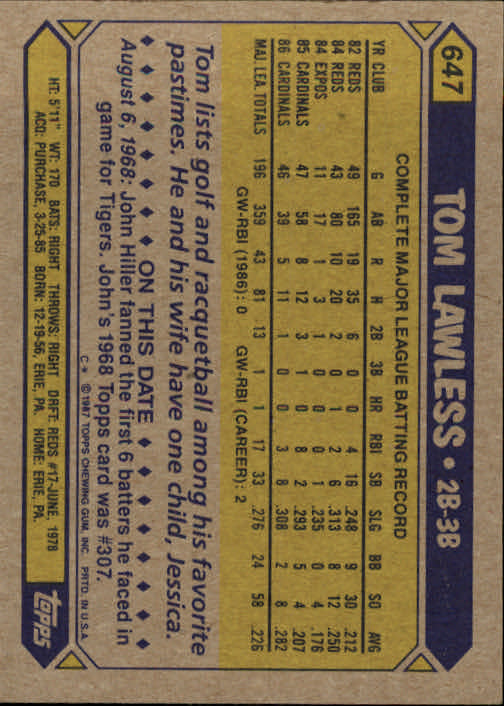 647
TOM LAWLESS • 2B-3B
COMPLETE MAJOR LEAGUE BATTING RECORD
YR CLUB G AB R H 2B 3B HR RBI SB SLG BB SO AVG
82 REDS 49 165 19 35 6 0 0 4 16 .248 9 30 .212
84 REDS 43 80 10 20 2 0 1 2 6 .313 8 12 .250
84 EXPOS 11 17 1 3 1 0 0 0 1 .235 0 4 .176
85 CARDINALS 47 58 8 12 3 1 0 8 2 .293 5 4 .207
86 CARDINALS 46 39 5 11 1 0 0 3 8 .308 2 8 .282
MAJ. LEA. TOTALS 196 359 43 81 13 1 1 17 33 .276 24 58 .226
GW-RBI (1986): 0 GW-RBI (CAREER): 2
Tom lists golf and racquetball among his favorite
pastimes. He and his wife have one child, Jessica.
♦ ♦ ♦ ♦ ♦ ♦ ♦ ON THIS DATE ♦ ♦ ♦ ♦ ♦ ♦ ♦
August 6, 1968: John Hiller fanned the first 6 batters he faced in
game for Tigers. John's 1968 Topps card was #307.
C* © 1987 TOPPS CHEWING GUM, INC. PRTD. IN U.S.A.
HT: 5'11" WT: 170 BATS: RIGHT THROWS: RIGHT DRFT: REDS #17-JUNE, 1978
ACQ: PURCHASE, 3-25-85 BORN: 12-19-56, ERIE, PA. HOME: ERIE, PA.
TOPPS